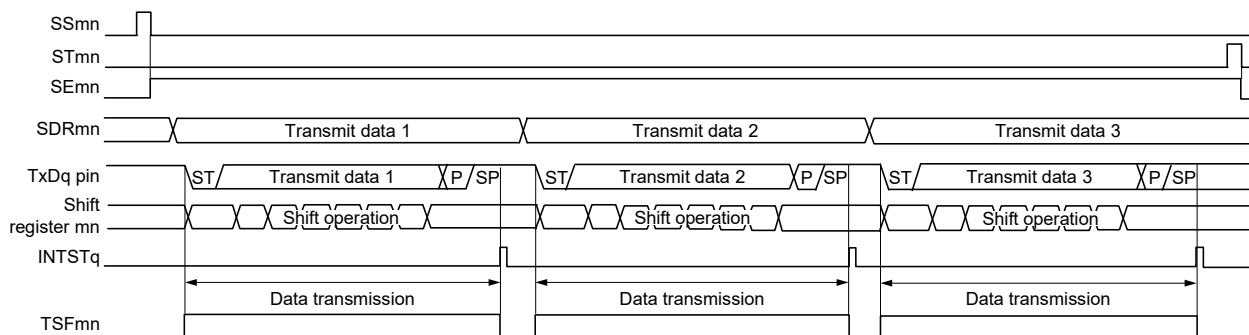 SSmn
STmn
SEmn
SDRmn Transmit data 1 Transmit data 2 Transmit data 3
TxDq pin ST Transmit data 1 P SP ST Transmit data 2 P SP ST Transmit data 3 P SP
Shift
register mn Shift operation Shift operation Shift operation
INTSTq
Data transmission Data transmission Data transmission
TSFmn